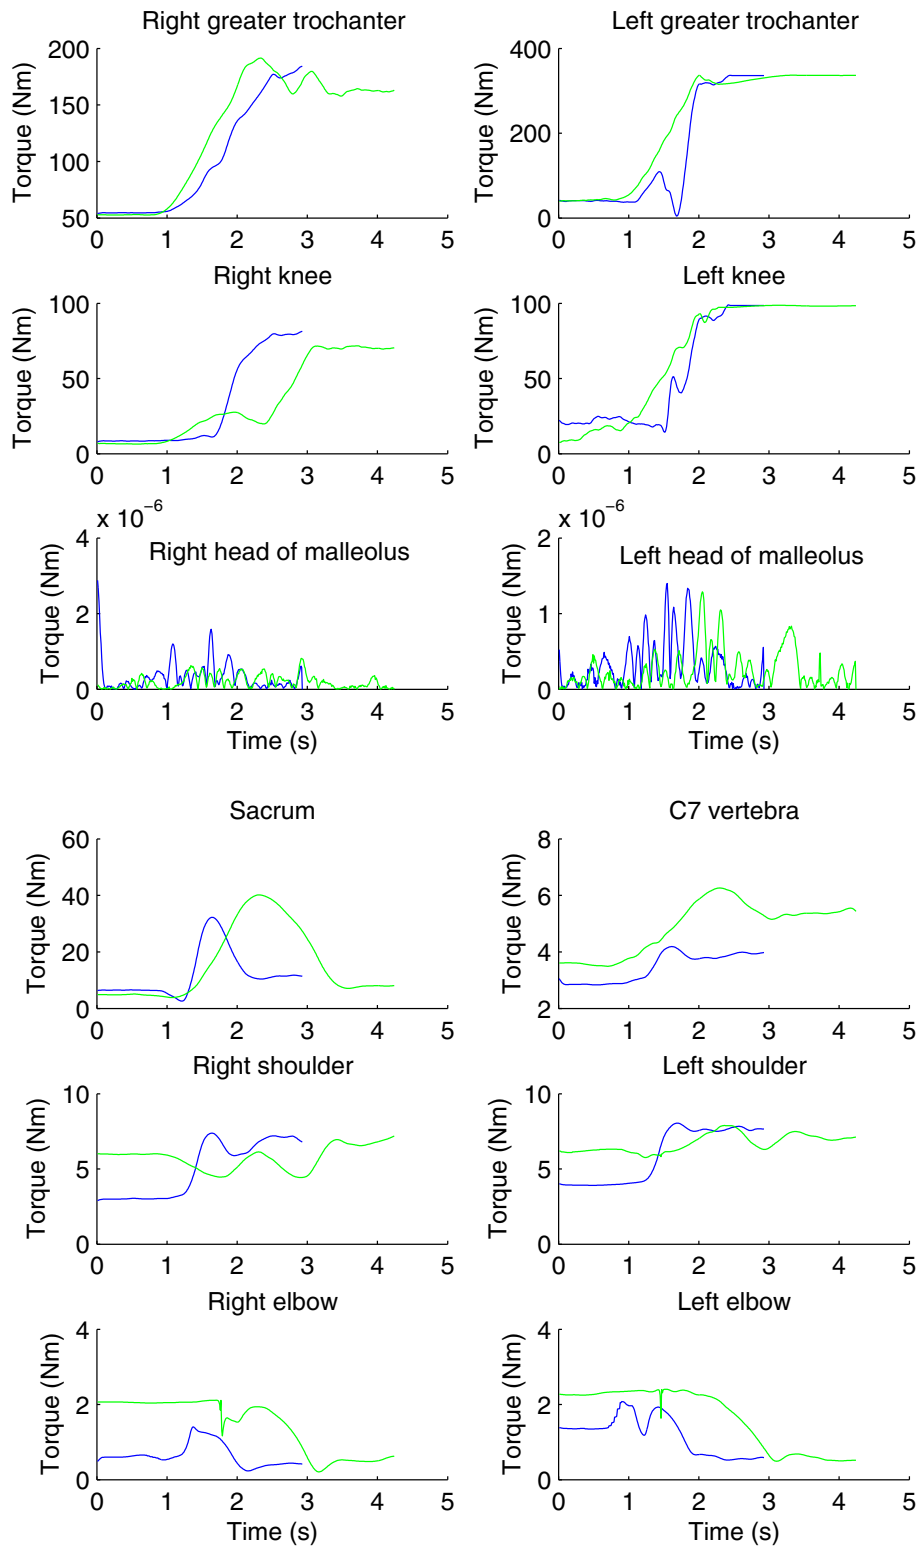 Right greater trochanter
Left greater trochanter
Torque (Nm)
200
150
100
50
0 1 2 3 4 5
Torque (Nm)
400
200
0
0 1 2 3 4 5
Right knee
Left knee
Torque (Nm)
100
50
0
0 1 2 3 4 5
Torque (Nm)
100
50
0
0 1 2 3 4 5
x 10⁻⁶
Right head of malleolus
Torque (Nm)
4
2
0
0 1 2 3 4 5
Time (s)
x 10⁻⁶
Left head of malleolus
Torque (Nm)
2
1
0
0 1 2 3 4 5
Time (s)
Sacrum
C7 vertebra
Torque (Nm)
60
40
20
0
0 1 2 3 4 5
Torque (Nm)
8
6
4
2
0 1 2 3 4 5
Right shoulder
Left shoulder
Torque (Nm)
10
5
0
0 1 2 3 4 5
Torque (Nm)
10
5
0
0 1 2 3 4 5
Right elbow
Left elbow
Torque (Nm)
4
2
0
0 1 2 3 4 5
Time (s)
Torque (Nm)
4
2
0
0 1 2 3 4 5
Time (s)